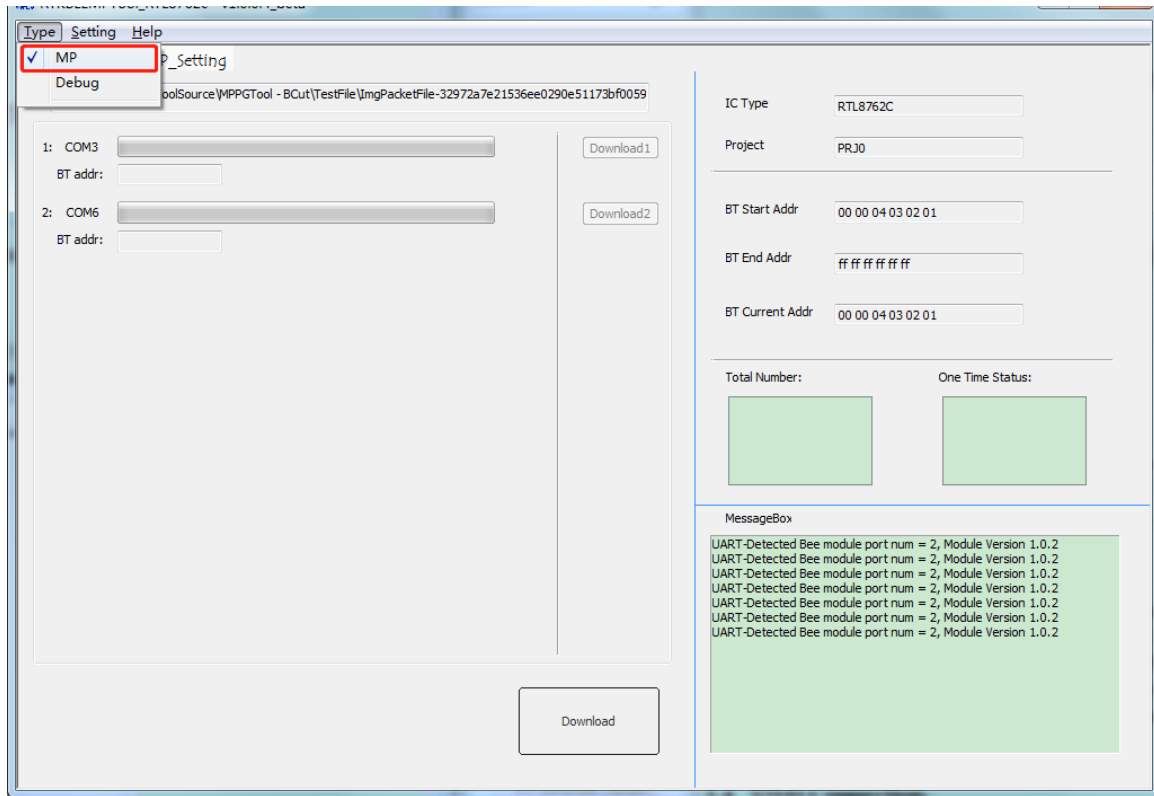 Type Setting Help
MP
P_Setting
Debug
oolSource\MPPGTool - BCut\TestFile\ImgPacketFile-32972a7e21536ee0290e51173bf0059
1: COM3
Download1
BT addr:
2: COM6
Download2
BT addr:
Download
IC Type
RTL8762C
Project
PRJ0
BT Start Addr
00 00 04 03 02 01
BT End Addr
ff ff ff ff ff ff
BT Current Addr
00 00 04 03 02 01
Total Number:
One Time Status:
MessageBox
UART-Detected Bee module port num = 2, Module Version 1.0.2
UART-Detected Bee module port num = 2, Module Version 1.0.2
UART-Detected Bee module port num = 2, Module Version 1.0.2
UART-Detected Bee module port num = 2, Module Version 1.0.2
UART-Detected Bee module port num = 2, Module Version 1.0.2
UART-Detected Bee module port num = 2, Module Version 1.0.2
UART-Detected Bee module port num = 2, Module Version 1.0.2